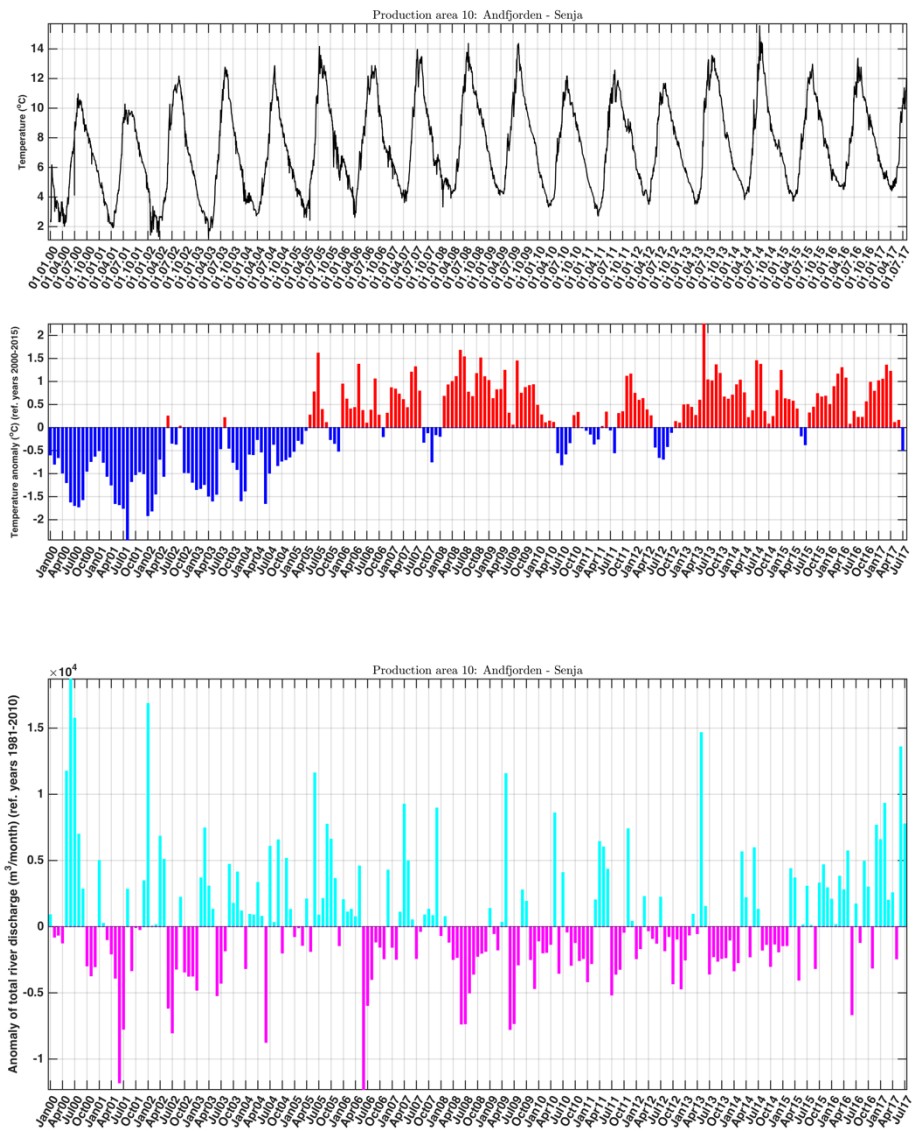 Production area 10: Andfjorden - Senja
Temperature (°C)
14
12
10
8
6
4
2
01.01.00
01.04.00
01.07.00
01.10.00
01.01.01
01.04.01
01.07.01
01.10.01
01.01.02
01.04.02
01.07.02
01.10.02
01.01.03
01.04.03
01.07.03
01.10.03
01.01.04
01.04.04
01.07.04
01.10.04
01.01.05
01.04.05
01.07.05
01.10.05
01.01.06
01.04.06
01.07.06
01.10.06
01.01.07
01.04.07
01.07.07
01.10.07
01.01.08
01.04.08
01.07.08
01.10.08
01.01.09
01.04.09
01.07.09
01.10.09
01.01.10
01.04.10
01.07.10
01.10.10
01.01.11
01.04.11
01.07.11
01.10.11
01.01.12
01.04.12
01.07.12
01.10.12
01.01.13
01.04.13
01.07.13
01.10.13
01.01.14
01.04.14
01.07.14
01.10.14
01.01.15
01.04.15
01.07.15
01.10.15
01.01.16
01.04.16
01.07.16
01.10.16
01.01.17
01.04.17
01.07.17
Temperature anomaly (°C) (ref. years 2000-2015)
2
1.5
1
0.5
0
-0.5
-1
-1.5
-2
Jan00
Apr00
Jul00
Oct00
Jan01
Apr01
Jul01
Oct01
Jan02
Apr02
Jul02
Oct02
Jan03
Apr03
Jul03
Oct03
Jan04
Apr04
Jul04
Oct04
Jan05
Apr05
Jul05
Oct05
Jan06
Apr06
Jul06
Oct06
Jan07
Apr07
Jul07
Oct07
Jan08
Apr08
Jul08
Oct08
Jan09
Apr09
Jul09
Oct09
Jan10
Apr10
Jul10
Oct10
Jan11
Apr11
Jul11
Oct11
Jan12
Apr12
Jul12
Oct12
Jan13
Apr13
Jul13
Oct13
Jan14
Apr14
Jul14
Oct14
Jan15
Apr15
Jul15
Oct15
Jan16
Apr16
Jul16
Oct16
Jan17
Apr17
Jul17
Production area 10: Andfjorden - Senja
×10⁴
Anomaly of total river discharge (m³/month) (ref. years 1981-2010)
1.5
1
0.5
0
-0.5
-1
Jan00
Apr00
Jul00
Oct00
Jan01
Apr01
Jul01
Oct01
Jan02
Apr02
Jul02
Oct02
Jan03
Apr03
Jul03
Oct03
Jan04
Apr04
Jul04
Oct04
Jan05
Apr05
Jul05
Oct05
Jan06
Apr06
Jul06
Oct06
Jan07
Apr07
Jul07
Oct07
Jan08
Apr08
Jul08
Oct08
Jan09
Apr09
Jul09
Oct09
Jan10
Apr10
Jul10
Oct10
Jan11
Apr11
Jul11
Oct11
Jan12
Apr12
Jul12
Oct12
Jan13
Apr13
Jul13
Oct13
Jan14
Apr14
Jul14
Oct14
Jan15
Apr15
Jul15
Oct15
Jan16
Apr16
Jul16
Oct16
Jan17
Apr17
Jul17